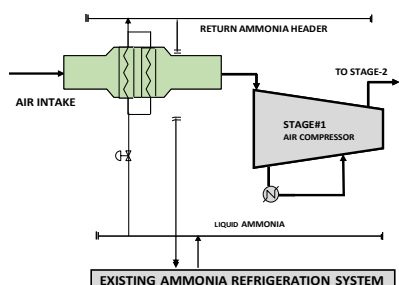 RETURN AMMONIA HEADER
TO STAGE-2
AIR INTAKE
STAGE#1
AIR COMPRESSOR
N
LIQUID AMMONIA
EXISTING AMMONIA REFRIGERATION SYSTEM